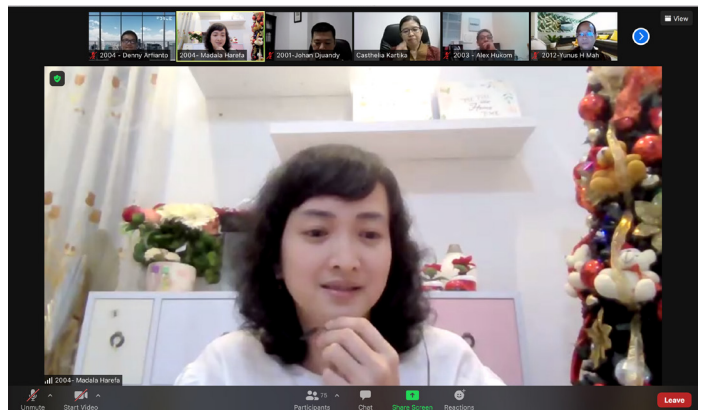 View
2004 - Denny Arfianto
2004- Madala Harefa
2001-Johan Djuandy
Casthelia Kartika
2003 - Alex Hukom
2012-Yunus H Mah
2004- Madala Harefa
75
Unmute
Start Video
Participants
Chat
Share Screen
Reactions
Leave